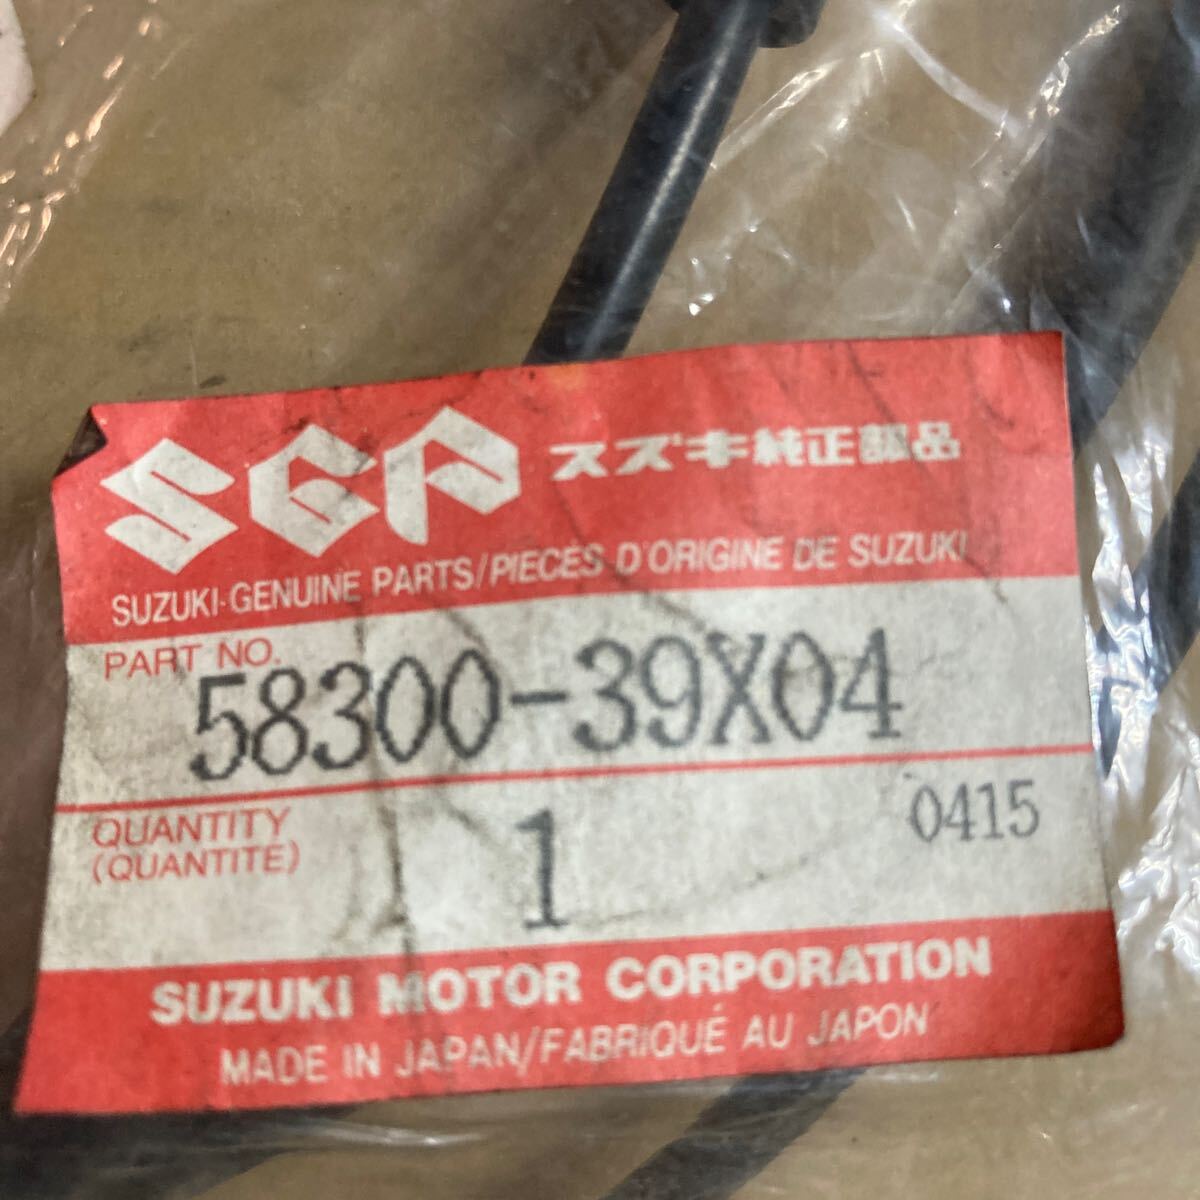 SGP スズキ純正部品
SUZUKI-GENUINE PARTS/PIECES D'ORIGINE DE SUZUKI
PART NO.
58300-39X04
QUANTITY
(QUANTITÉ)
1
0415
SUZUKI MOTOR CORPORATION
MADE IN JAPAN/FABRIQUÉ AU JAPON